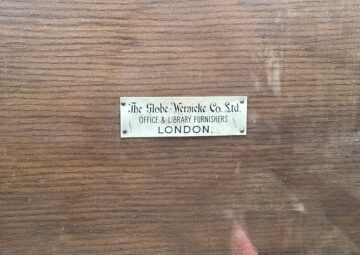 The Globe-Wernicke Co. Ltd.
OFFICE & LIBRARY FURNISHERS
LONDON.